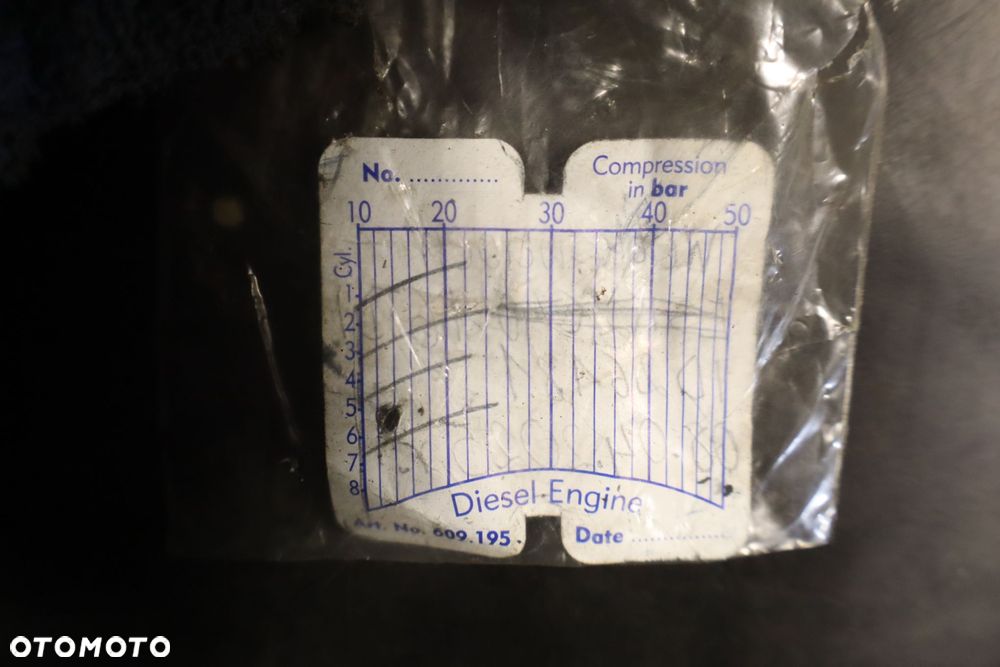 No. ..............
Compression
in bar
10 20 30 40 50
Cyl.
1
2
3
4
5
6
7
8
Diesel Engine
Art. No. 609.195
Date ...............
OTOMOTO